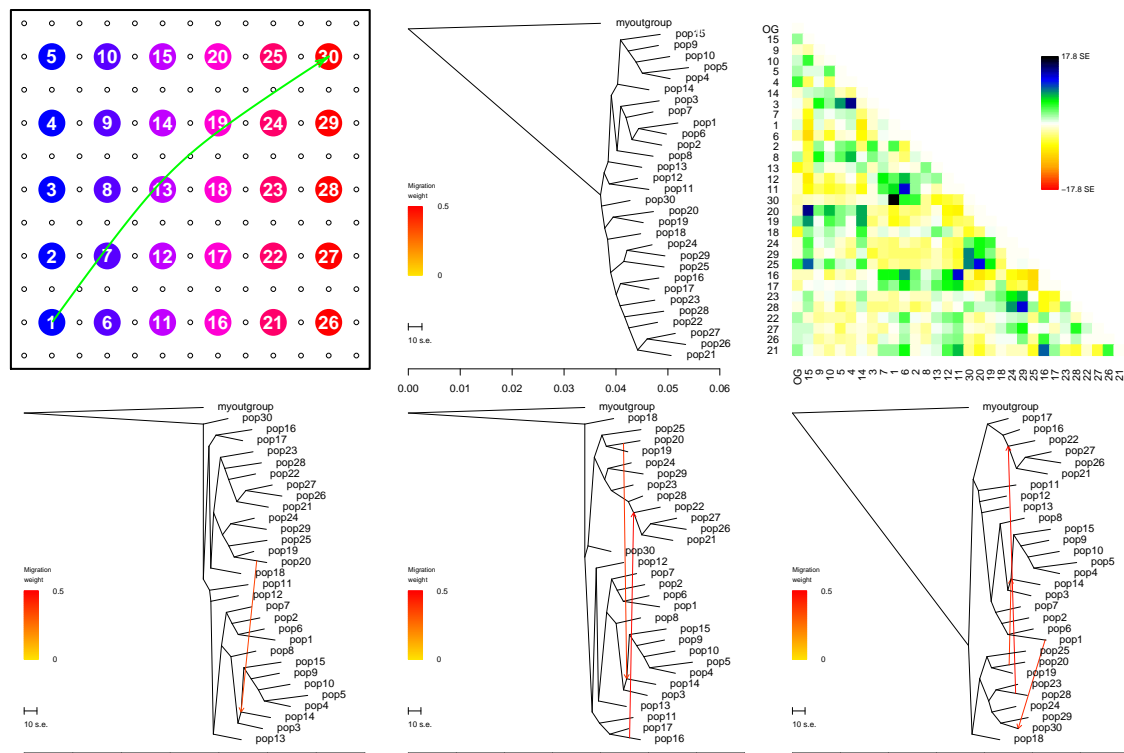 5 10 15 20 25 30
4 9 14 19 24 29
3 8 13 18 23 28
2 7 12 17 22 27
1 6 11 16 21 26
myoutgroup
pop15
pop9
pop10
pop5
pop4
pop14
pop3
pop7
pop1
pop6
pop2
pop8
pop13
pop12
pop11
pop30
pop20
pop19
pop18
pop24
pop29
pop25
pop16
pop17
pop23
pop28
pop22
pop27
pop26
pop21
Migration
weight
0.5
0
10 s.e.
0.00 0.01 0.02 0.03 0.04 0.05 0.06
OG
15
9
10
5
4
14
3
7
1
6
2
8
13
12
11
30
20
19
18
24
29
25
16
17
23
28
22
27
26
21
17.8 SE
−17.8 SE
OG 15 9 10 5 4 14 3 7 1 6 2 8 13 12 11 30 20 19 18 24 29 25 16 17 23 28 22 27 26 21
myoutgroup
pop30
pop16
pop17
pop23
pop28
pop22
pop27
pop26
pop21
pop24
pop29
pop25
pop19
pop20
pop18
pop11
pop12
pop7
pop2
pop6
pop1
pop8
pop15
pop9
pop10
pop5
pop4
pop14
pop3
pop13
Migration
weight
0.5
0
10 s.e.
myoutgroup
pop18
pop25
pop20
pop19
pop24
pop29
pop23
pop28
pop22
pop27
pop26
pop21
pop30
pop12
pop7
pop2
pop6
pop1
pop8
pop15
pop9
pop10
pop5
pop4
pop14
pop3
pop13
pop11
pop17
pop16
Migration
weight
0.5
0
10 s.e.
myoutgroup
pop17
pop16
pop22
pop27
pop26
pop21
pop11
pop12
pop13
pop8
pop15
pop9
pop10
pop5
pop4
pop14
pop3
pop7
pop2
pop6
pop1
pop25
pop20
pop19
pop23
pop28
pop24
pop29
pop30
pop18
Migration
weight
0.5
0
10 s.e.